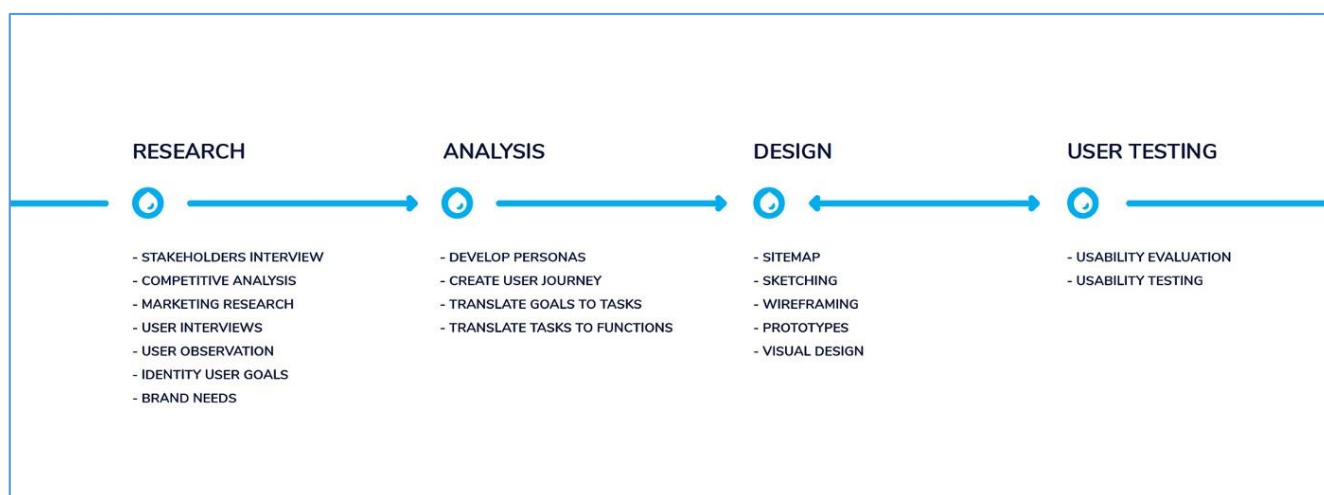 RESEARCH
- STAKEHOLDERS INTERVIEW
- COMPETITIVE ANALYSIS
- MARKETING RESEARCH
- USER INTERVIEWS
- USER OBSERVATION
- IDENTITY USER GOALS
- BRAND NEEDS
ANALYSIS
- DEVELOP PERSONAS
- CREATE USER JOURNEY
- TRANSLATE GOALS TO TASKS
- TRANSLATE TASKS TO FUNCTIONS
DESIGN
- SITEMAP
- SKETCHING
- WIREFRAMING
- PROTOTYPES
- VISUAL DESIGN
USER TESTING
- USABILITY EVALUATION
- USABILITY TESTING